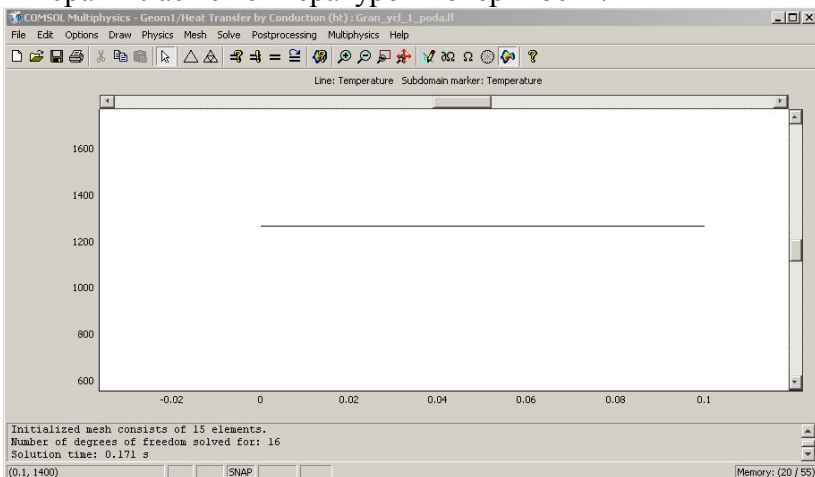 COMSOL Multiphysics - Geom1/Heat Transfer by Conduction (ht) : Gran_ycl_1_poda.fl
File Edit Options Draw Physics Mesh Solve Postprocessing Multiphysics Help
Line: Temperature Subdomain marker: Temperature
1600
1400
1200
1000
800
600
-0.02 0 0.02 0.04 0.06 0.08 0.1
Initialized mesh consists of 15 elements.
Number of degrees of freedom solved for: 16
Solution time: 0.171 s
(0.1, 1400) SNAP Memory: (20 / 55)